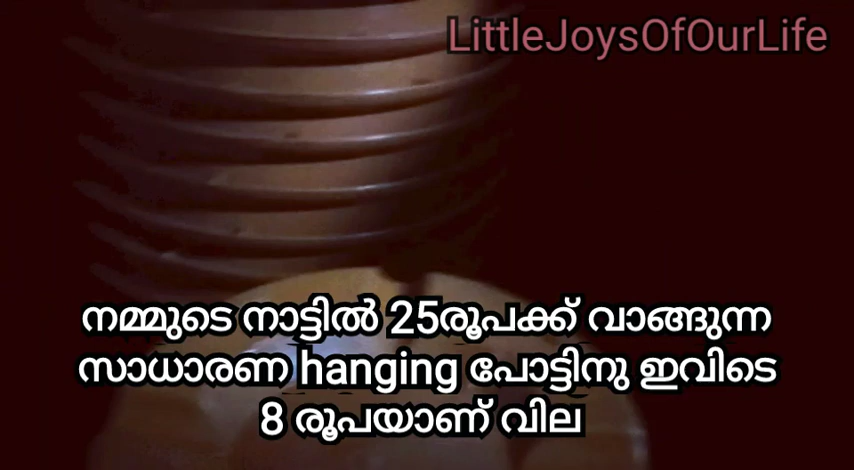 LittleJoysOfOurLife
നമ്മുടെ നാട്ടിൽ 25രൂപക്ക് വാങ്ങുന്ന
സാധാരണ hanging പോട്ടിനു ഇവിടെ
8 രൂപയാണ് വില